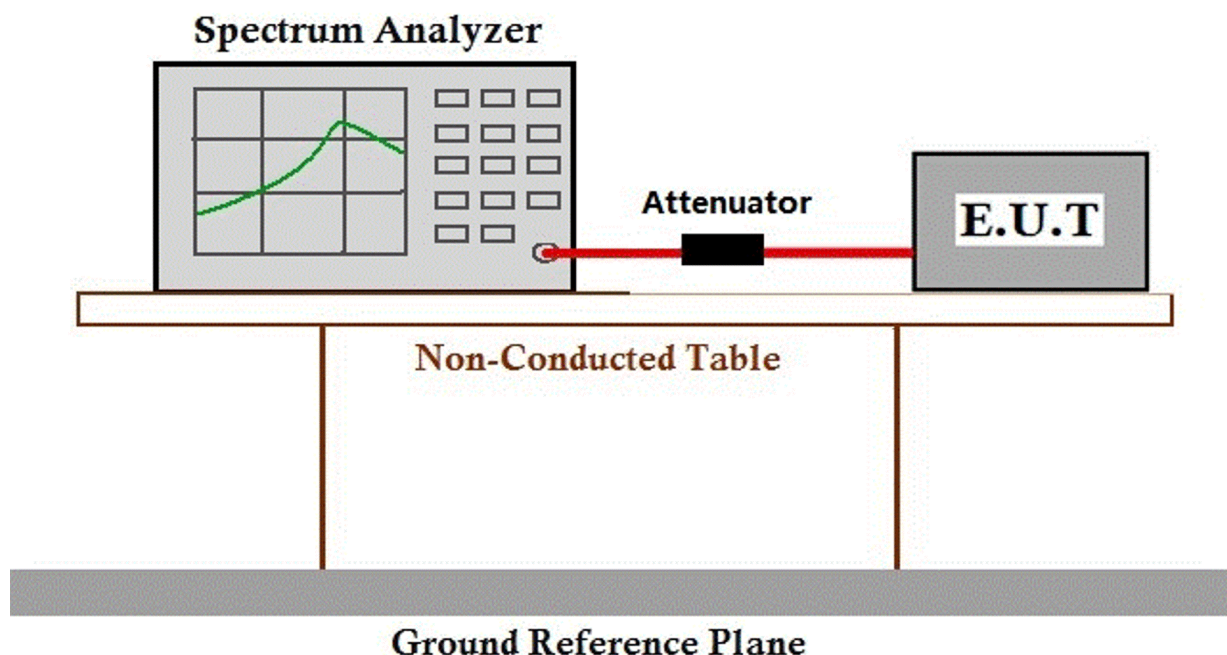 Spectrum Analyzer
Attenuator
E.U.T
Non-Conducted Table
Ground Reference Plane